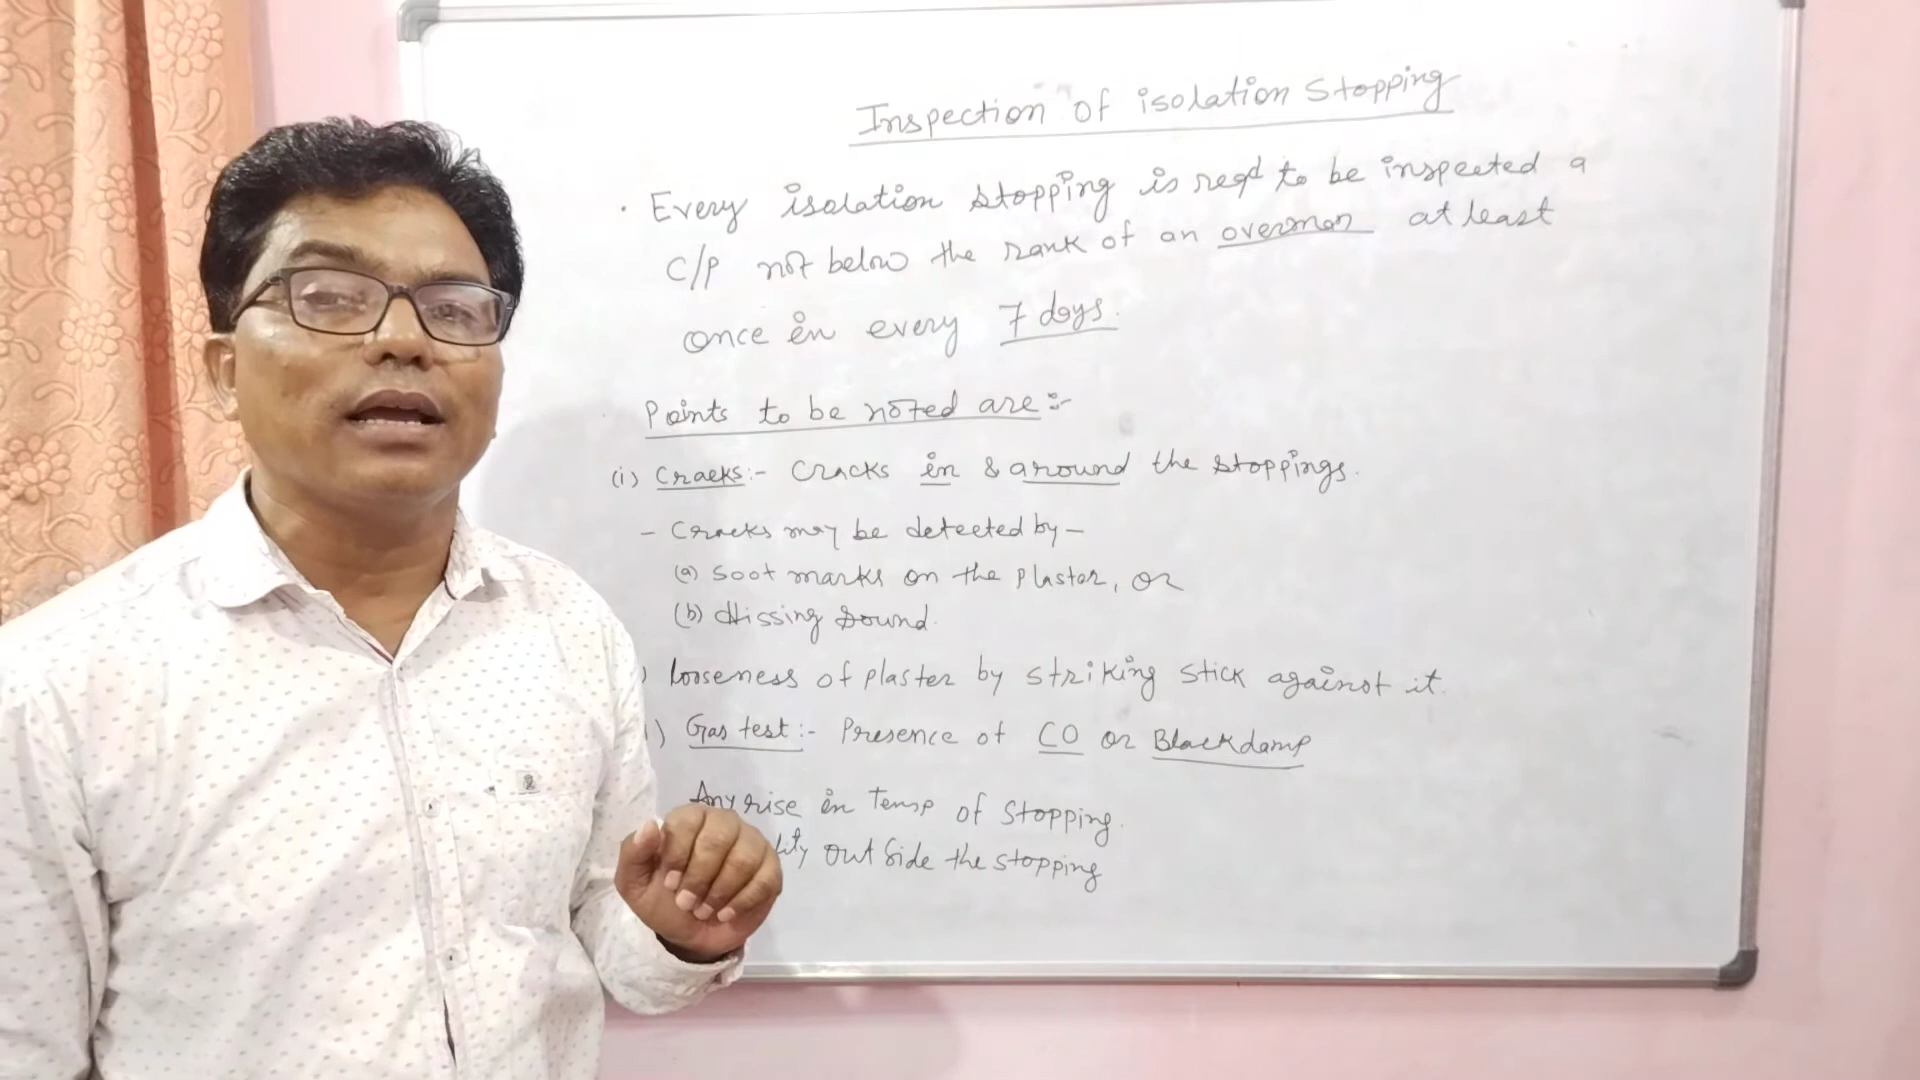 Inspection of isolation Stopping
• Every isolation stopping is reqd to be inspected a
C/P not below the rank of an overman at least
once in every 7 days.
Points to be noted are:-
(i) Cracks:- Cracks in & around the stoppings.
- Cracks may be detected by -
(a) Soot marks on the plaster, or
(b) Hissing sound.
) Looseness of plaster by striking stick against it.
) Gas test:- Presence of CO or Blackdamp
Any rise in Temp of Stopping.
outside the stopping